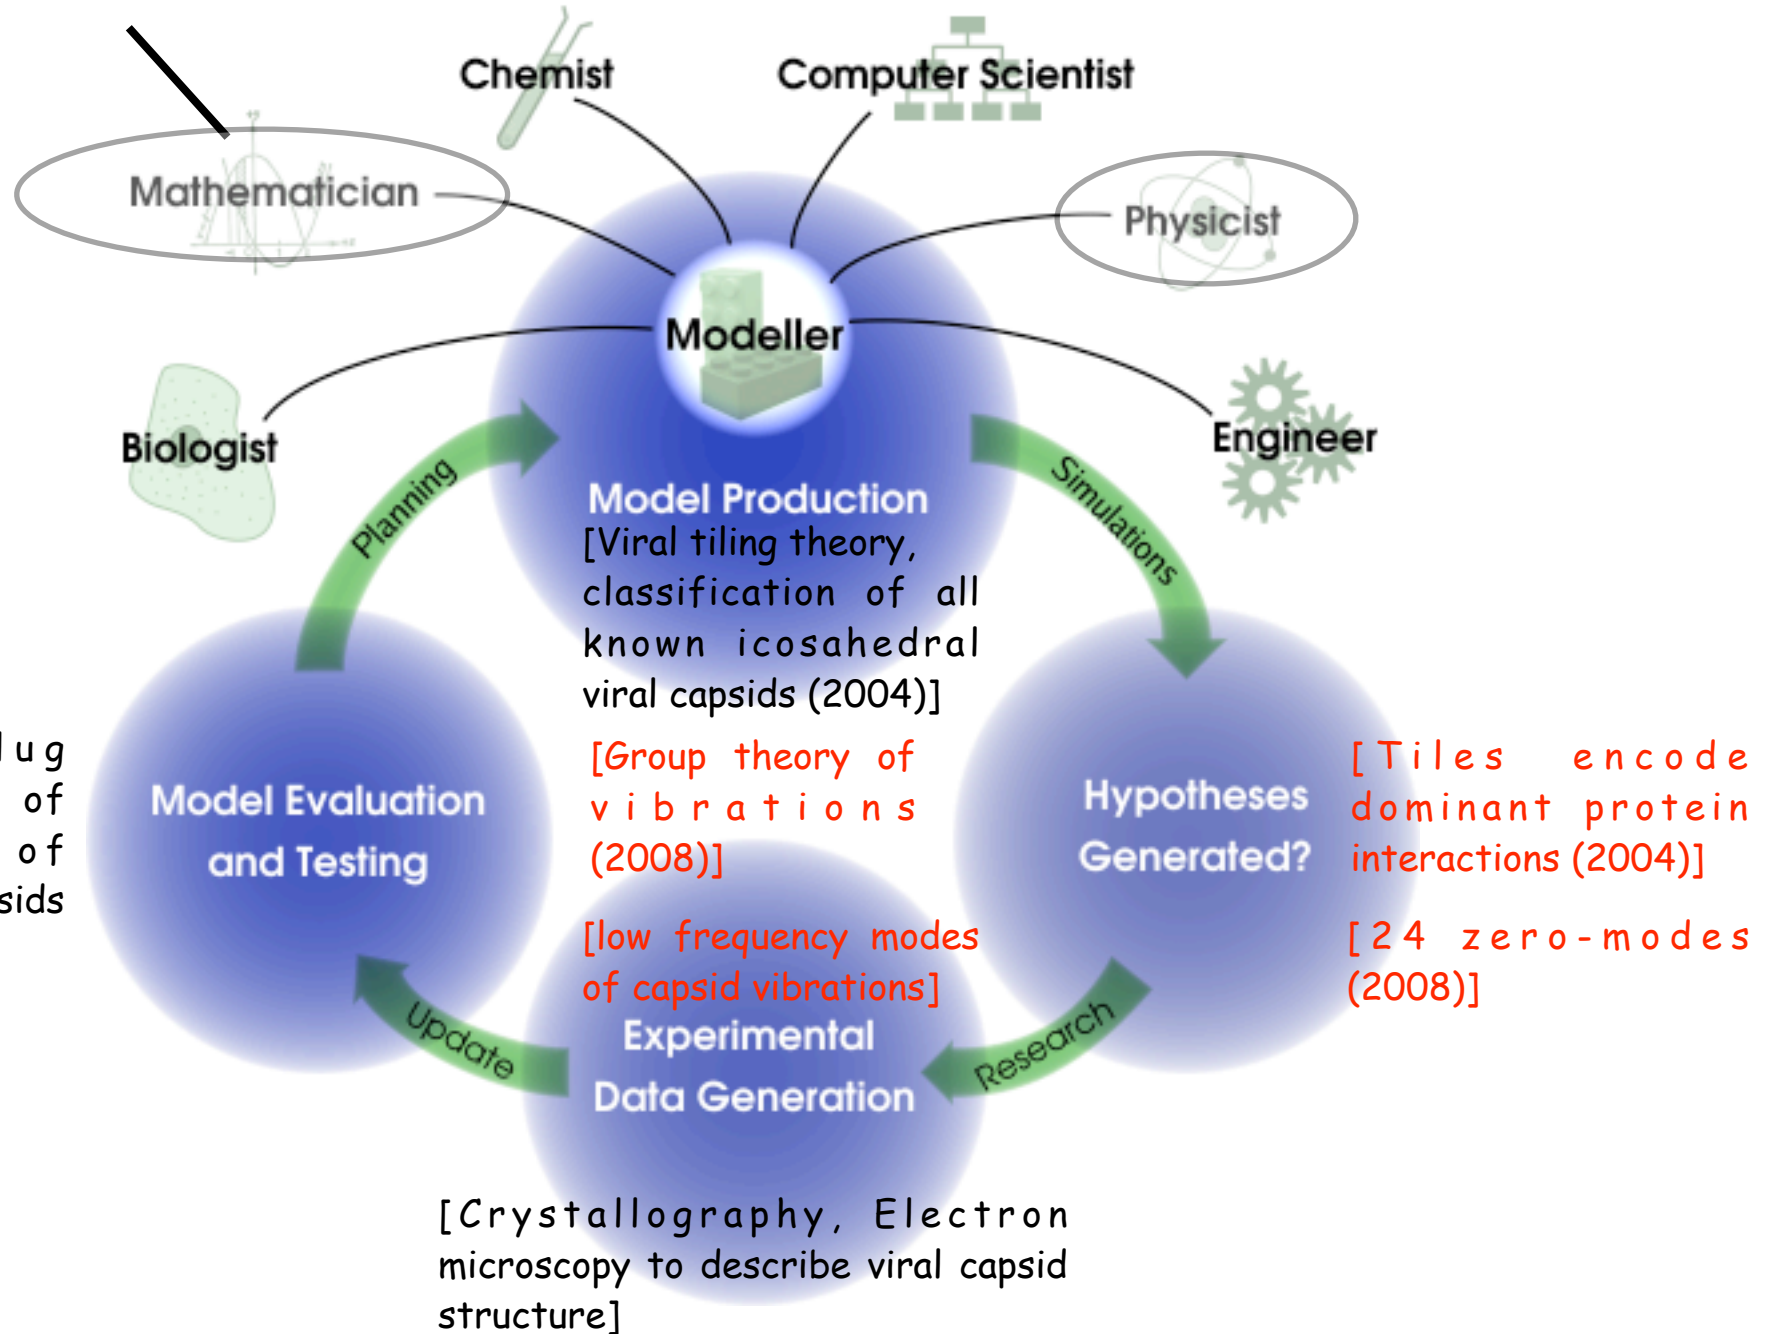 Chemist
Computer Scientist
Mathematician
Physicist
Modeller
Biologist
Engineer
Planning
Simulations
Model Production
[Viral tiling theory,
classification of all
known icosahedral
viral capsids (2004)]
[Group theory of
vibrations
(2008)]
[low frequency modes
of capsid vibrations]
Hypotheses
Generated?
[Tiles encode
dominant protein
interactions (2004)]
[24 zero-modes
(2008)]
Research
Experimental
Data Generation
[Crystallography, Electron
microscopy to describe viral capsid
structure]
Update
Model Evaluation
and Testing
of
of